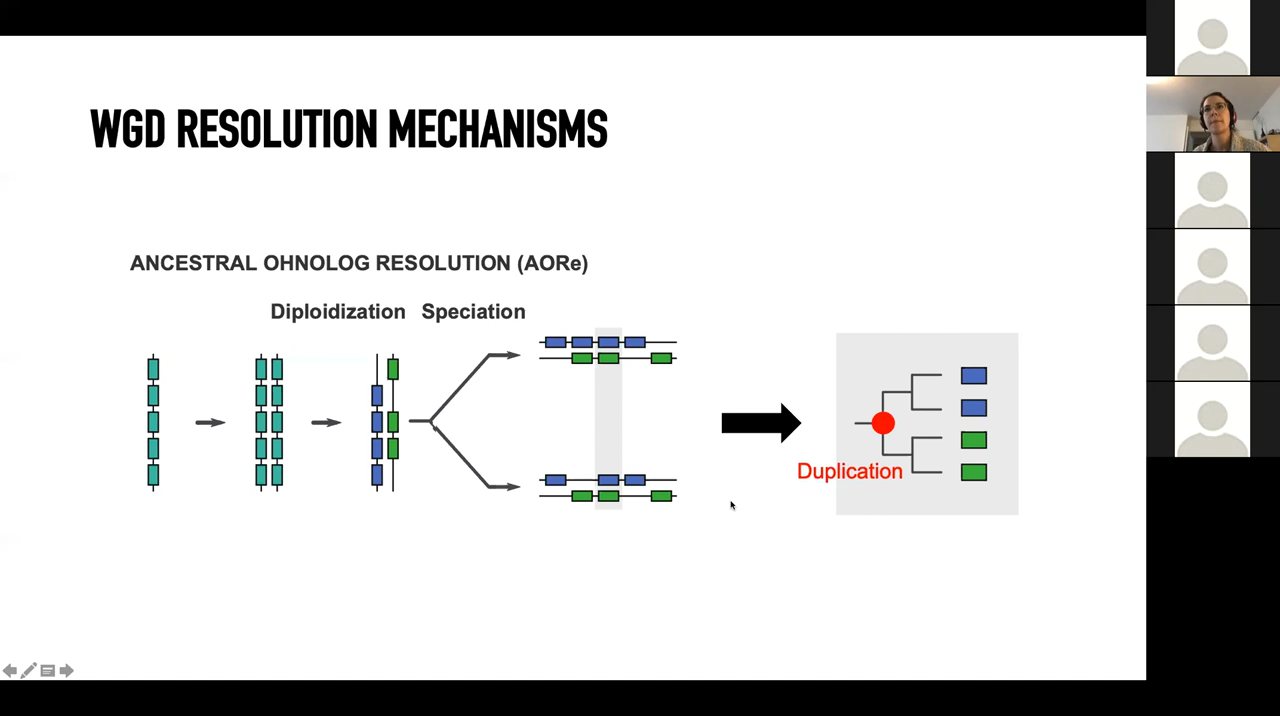 WGD RESOLUTION MECHANISMS
ANCESTRAL OHNOLOG RESOLUTION (AORe)
Diploidization Speciation
Duplication